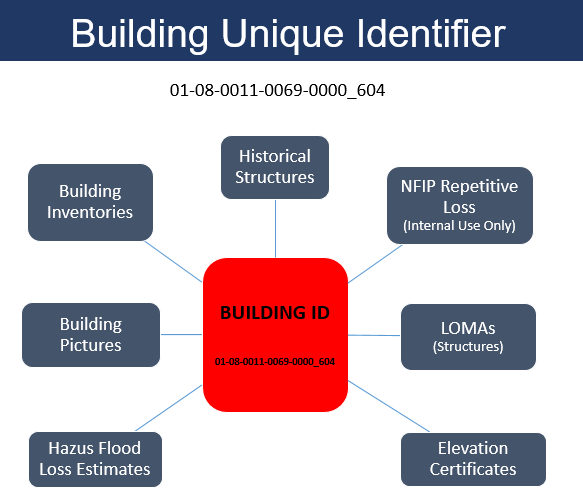 Building Unique Identifier
01-08-0011-0069-0000_604
Historical
Structures
Building
Inventories
NFIP Repetitive
Loss
(Internal Use Only)
BUILDING ID
01-08-0011-0069-0000_604
Building
Pictures
LOMAs
(Structures)
Hazus Flood
Loss Estimates
Elevation
Certificates